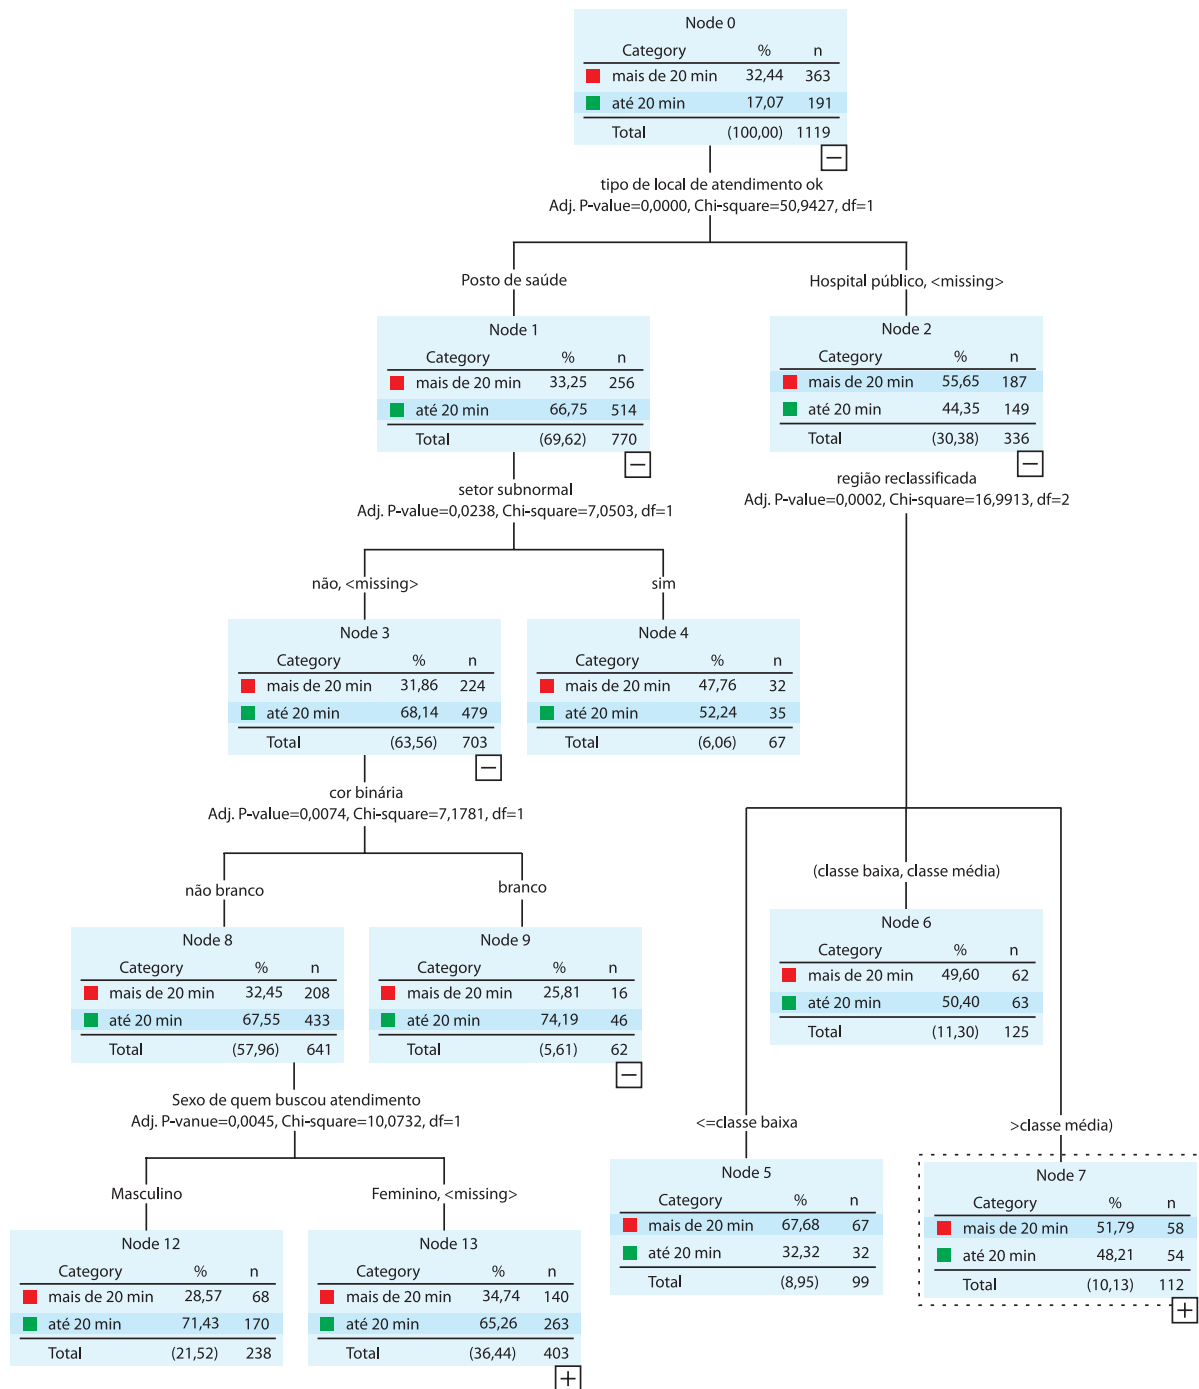 Node 0
Category % n
mais de 20 min 32,44 363
até 20 min 17,07 191
Total (100,00) 1119
tipo de local de atendimento ok
Adj. P-value=0,0000, Chi-square=50,9427, df=1
Posto de saúde
Hospital público, <missing>
Node 1
Category % n
mais de 20 min 33,25 256
até 20 min 66,75 514
Total (69,62) 770
Node 2
Category % n
mais de 20 min 55,65 187
até 20 min 44,35 149
Total (30,38) 336
setor subnormal
Adj. P-value=0,0238, Chi-square=7,0503, df=1
região reclassificada
Adj. P-value=0,0002, Chi-square=16,9913, df=2
não, <missing>
sim
Node 3
Category % n
mais de 20 min 31,86 224
até 20 min 68,14 479
Total (63,56) 703
Node 4
Category % n
mais de 20 min 47,76 32
até 20 min 52,24 35
Total (6,06) 67
cor binária
Adj. P-value=0,0074, Chi-square=7,1781, df=1
não branco
branco
(classe baixa, classe média)
Node 8
Category % n
mais de 20 min 32,45 208
até 20 min 67,55 433
Total (57,96) 641
Node 9
Category % n
mais de 20 min 25,81 16
até 20 min 74,19 46
Total (5,61) 62
Node 6
Category % n
mais de 20 min 49,60 62
até 20 min 50,40 63
Total (11,30) 125
Sexo de quem buscou atendimento
Adj. P-vanue=0,0045, Chi-square=10,0732, df=1
<=classe baixa
>classe média)
Masculino
Feminino, <missing>
Node 5
Category % n
mais de 20 min 67,68 67
até 20 min 32,32 32
Total (8,95) 99
Node 7
Category % n
mais de 20 min 51,79 58
até 20 min 48,21 54
Total (10,13) 112
Node 12
Category % n
mais de 20 min 28,57 68
até 20 min 71,43 170
Total (21,52) 238
Node 13
Category % n
mais de 20 min 34,74 140
até 20 min 65,26 263
Total (36,44) 403